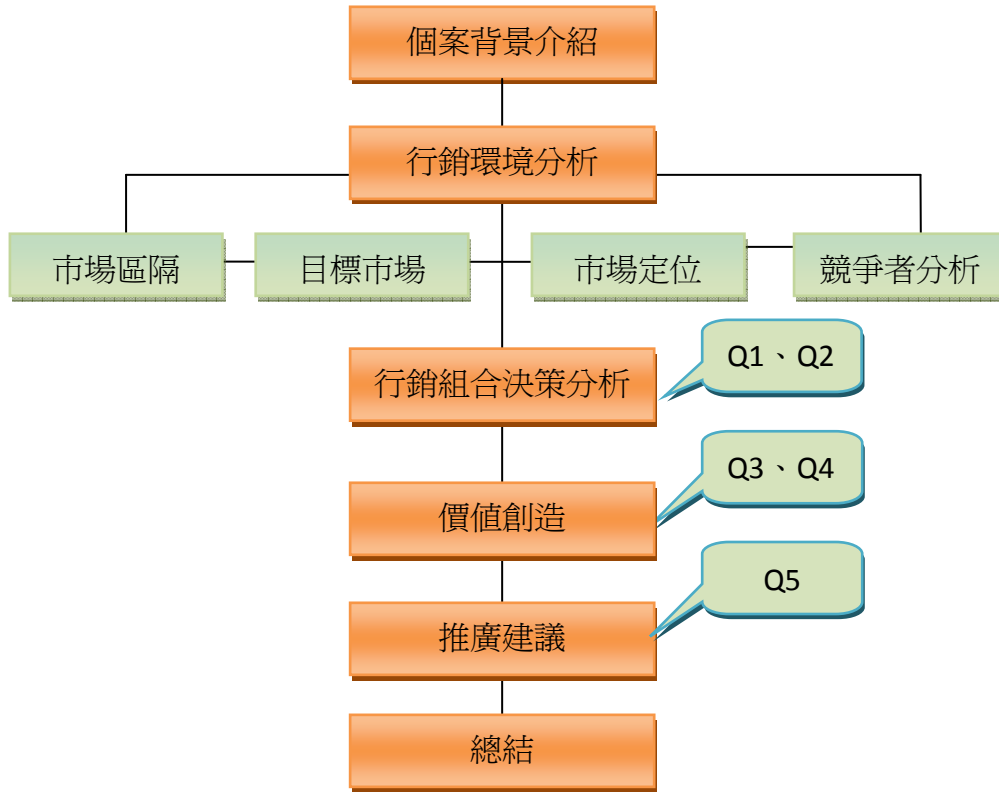 個案背景介紹
行銷環境分析
市場區隔
目標市場
市場定位
競爭者分析
行銷組合決策分析
Q1、Q2
價值創造
Q3、Q4
推廣建議
Q5
總結